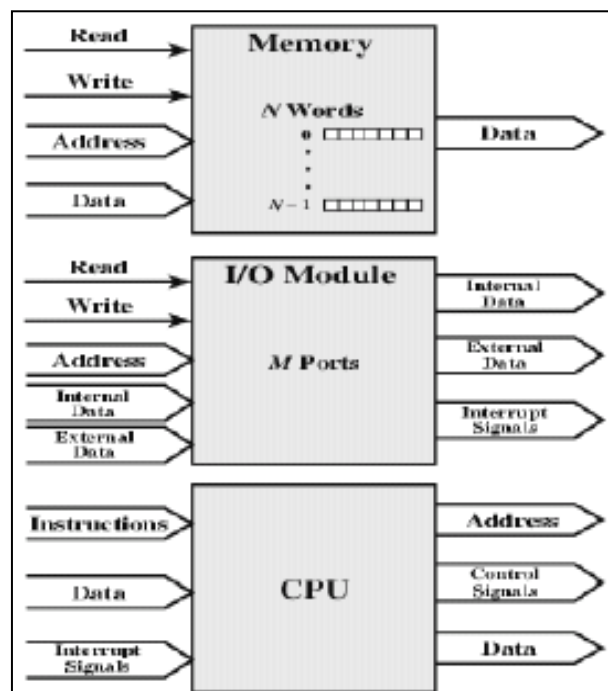 Read
Memory
Write
N Words
Address
0
Data
Data
N – 1
Read
I/O Module
Internal
Data
Write
Address
M Ports
External
Data
Internal
Data
Interrupt
Signals
External
Data
Instructions
Address
CPU
Control
Signals
Data
Interrupt
Signals
Data